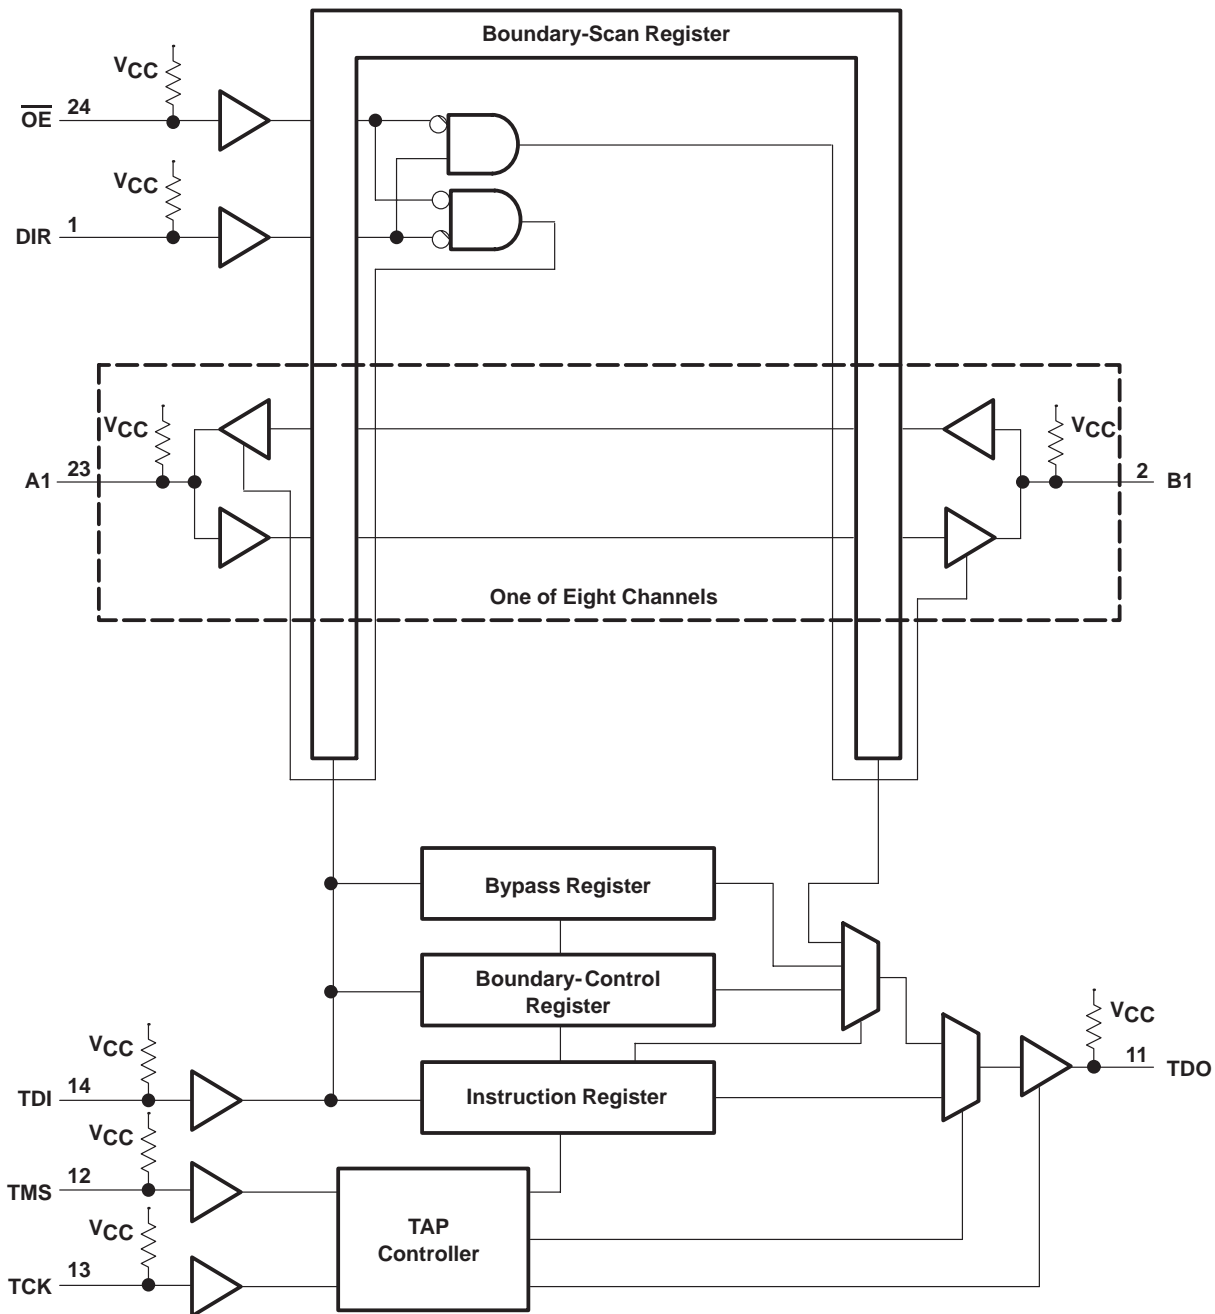 Boundary-Scan Register
VCC
OE 24
VCC
DIR 1
VCC
A1 23
VCC
2 B1
One of Eight Channels
Bypass Register
Boundary-Control
Register
VCC
11 TDO
VCC
TDI 14
Instruction Register
VCC
TMS 12
TAP
Controller
VCC
TCK 13